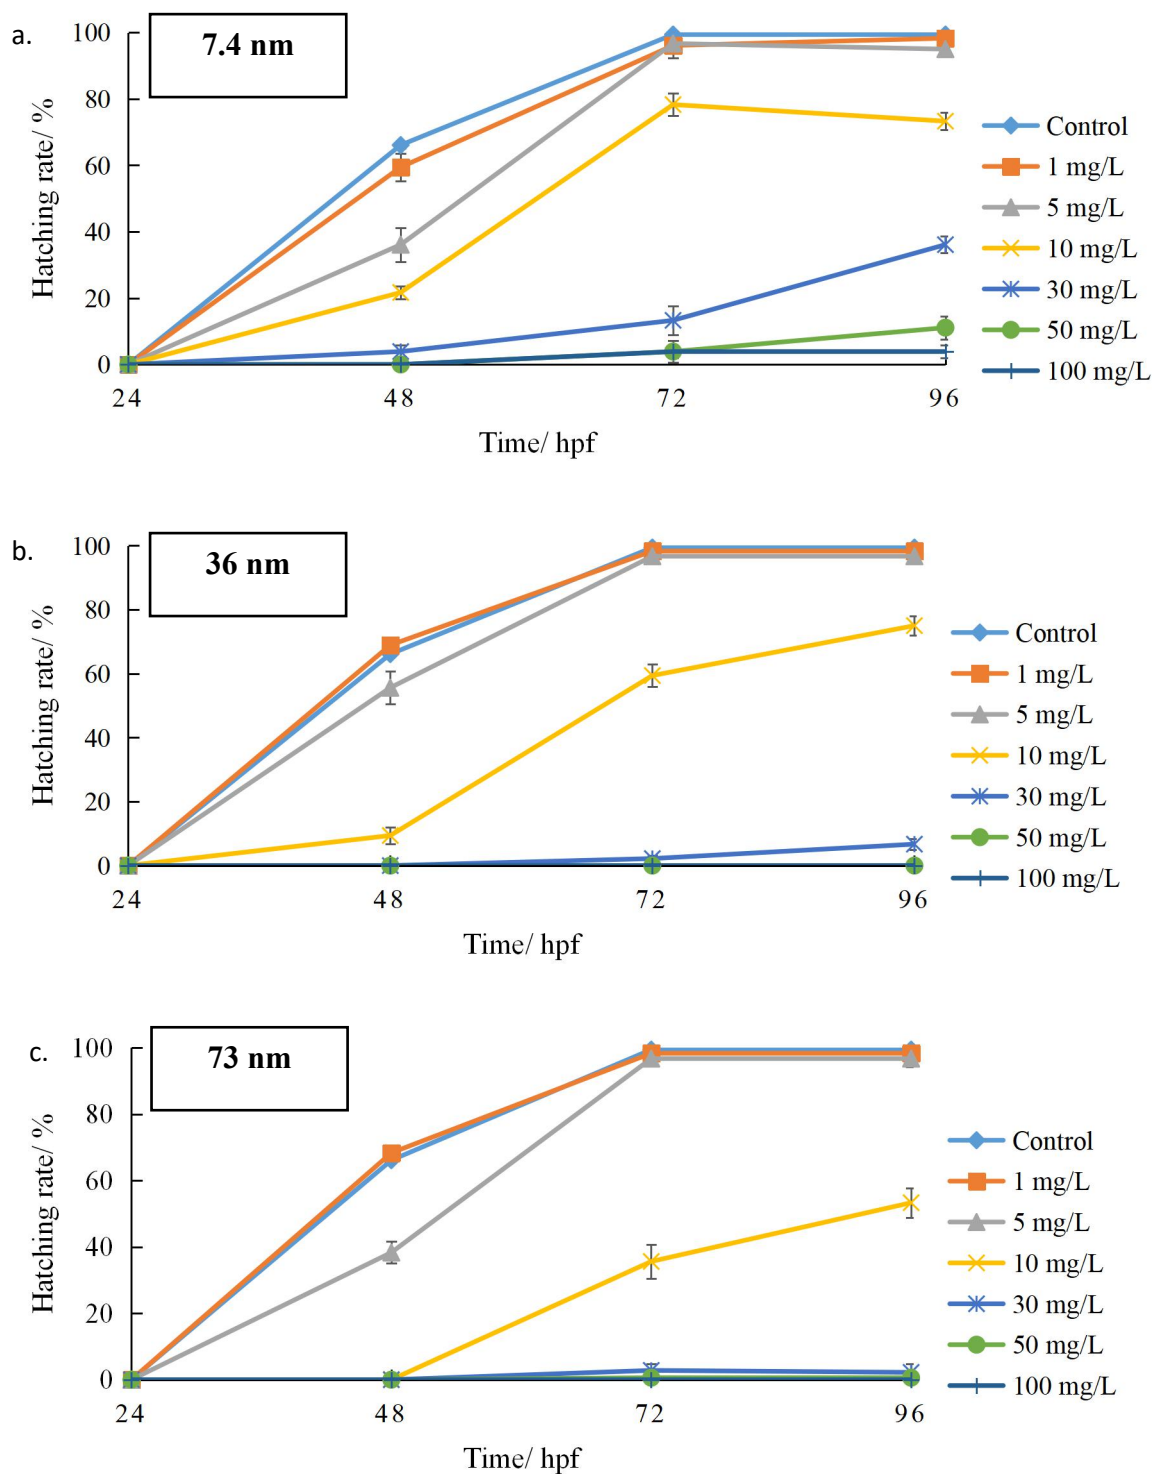 a.
7.4 nm
Hatching rate/ %
100
80
60
40
20
0
24 48 72 96
Time/ hpf
Control
1 mg/L
5 mg/L
10 mg/L
30 mg/L
50 mg/L
100 mg/L
b.
36 nm
Hatching rate/ %
100
80
60
40
20
0
24 48 72 96
Time/ hpf
Control
1 mg/L
5 mg/L
10 mg/L
30 mg/L
50 mg/L
100 mg/L
c.
73 nm
Hatching rate/ %
100
80
60
40
20
0
24 48 72 96
Time/ hpf
Control
1 mg/L
5 mg/L
10 mg/L
30 mg/L
50 mg/L
100 mg/L